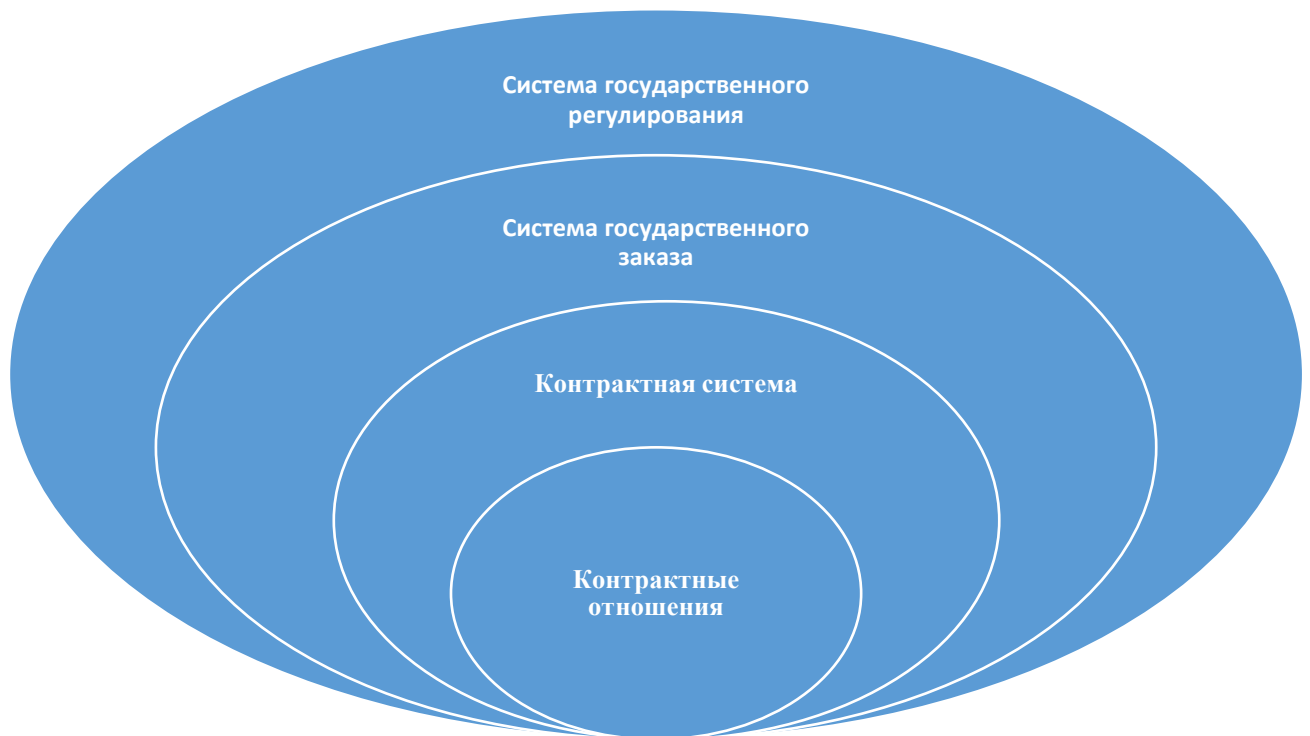 Система государственного
регулирования
Система государственного
заказа
Контрактная система
Контрактные
отношения